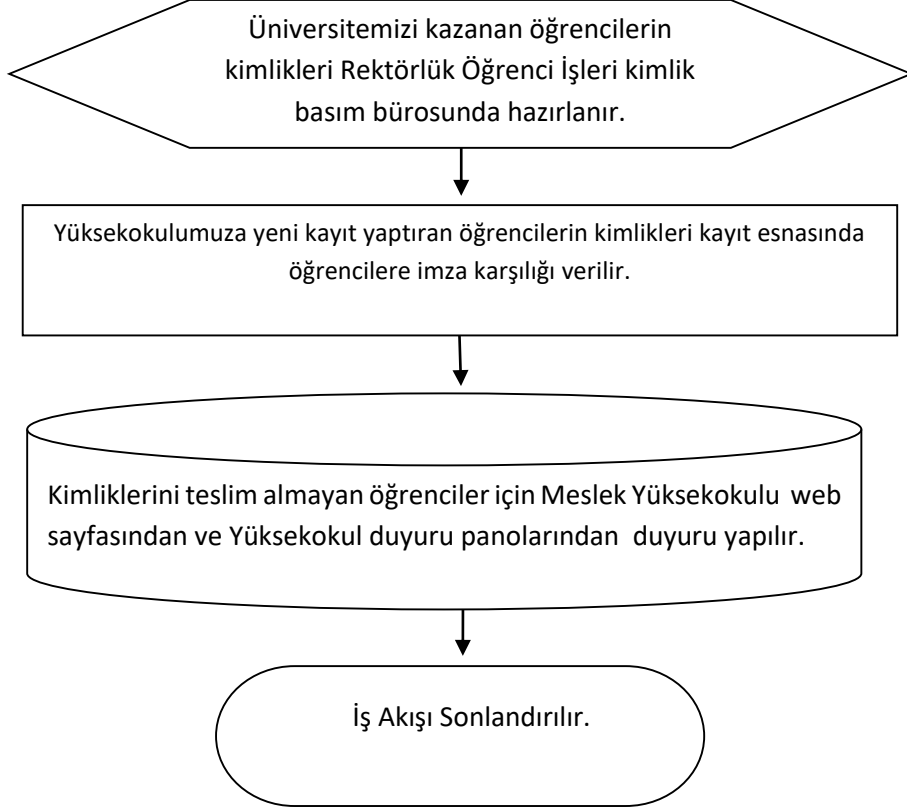 Üniversitemizi kazanan öğrencilerin
kimlikleri Rektörlük Öğrenci İşleri kimlik
basım bürosunda hazırlanır.
Yüksekokulumuza yeni kayıt yaptıran öğrencilerin kimlikleri kayıt esnasında
öğrencilere imza karşılığı verilir.
Kimliklerini teslim almayan öğrenciler için Meslek Yüksekokulu web
sayfasından ve Yüksekokul duyuru panolarından duyuru yapılır.
İş Akışı Sonlandırılır.